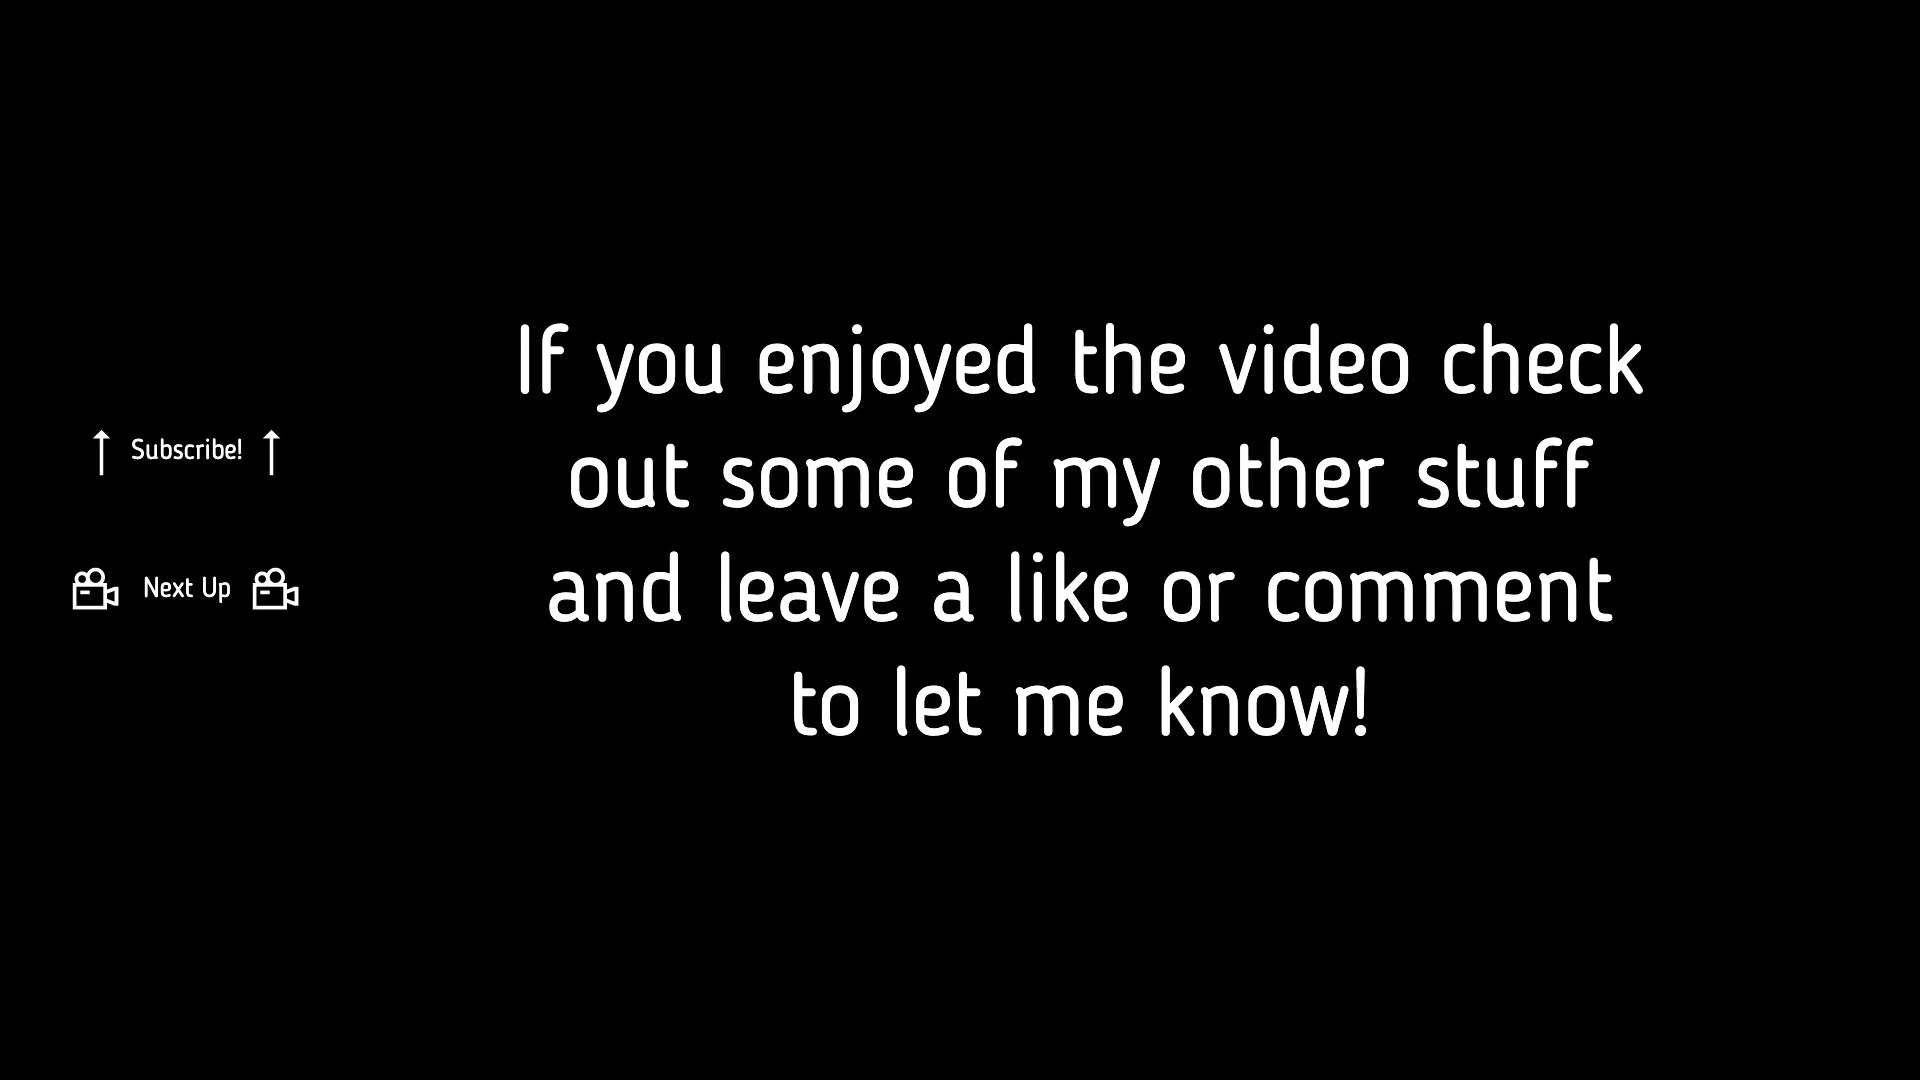 If you enjoyed the video check
out some of my other stuff
and leave a like or comment
to let me know!
Subscribe!
Next Up